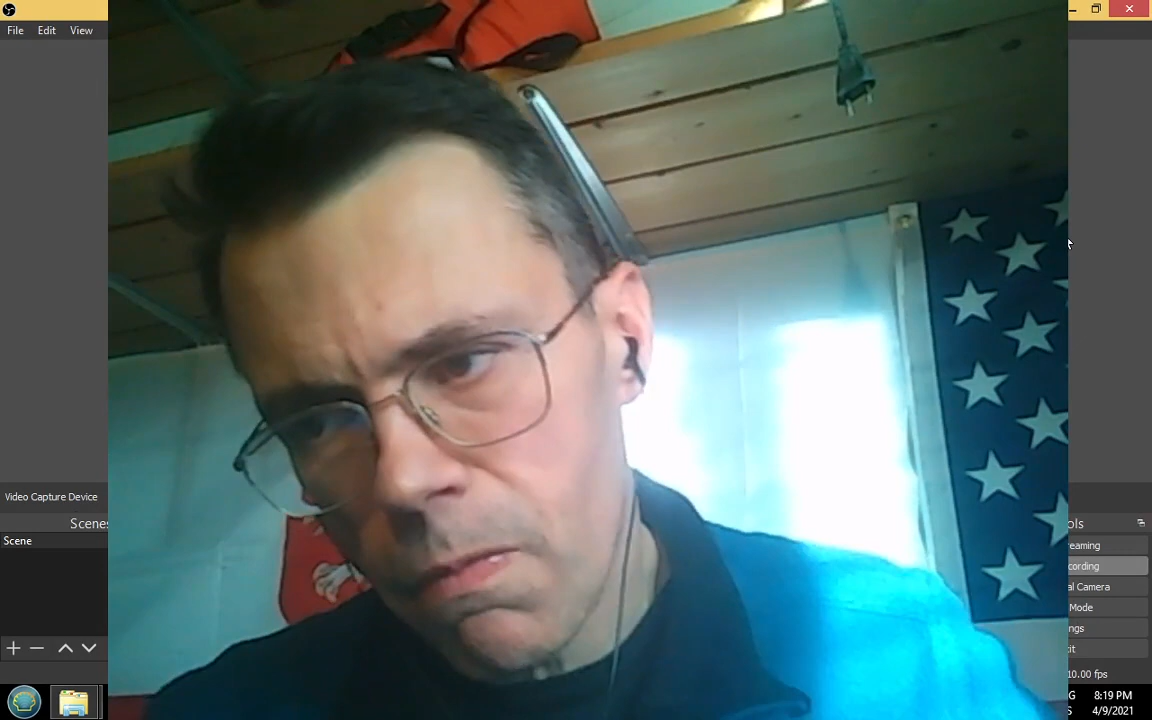 File Edit View
Video Capture Device
Scenes
Scene
ols
eaming
cording
al Camera
Mode
ngs
it
10.00 fps
G 8:19 PM
S 4/9/2021